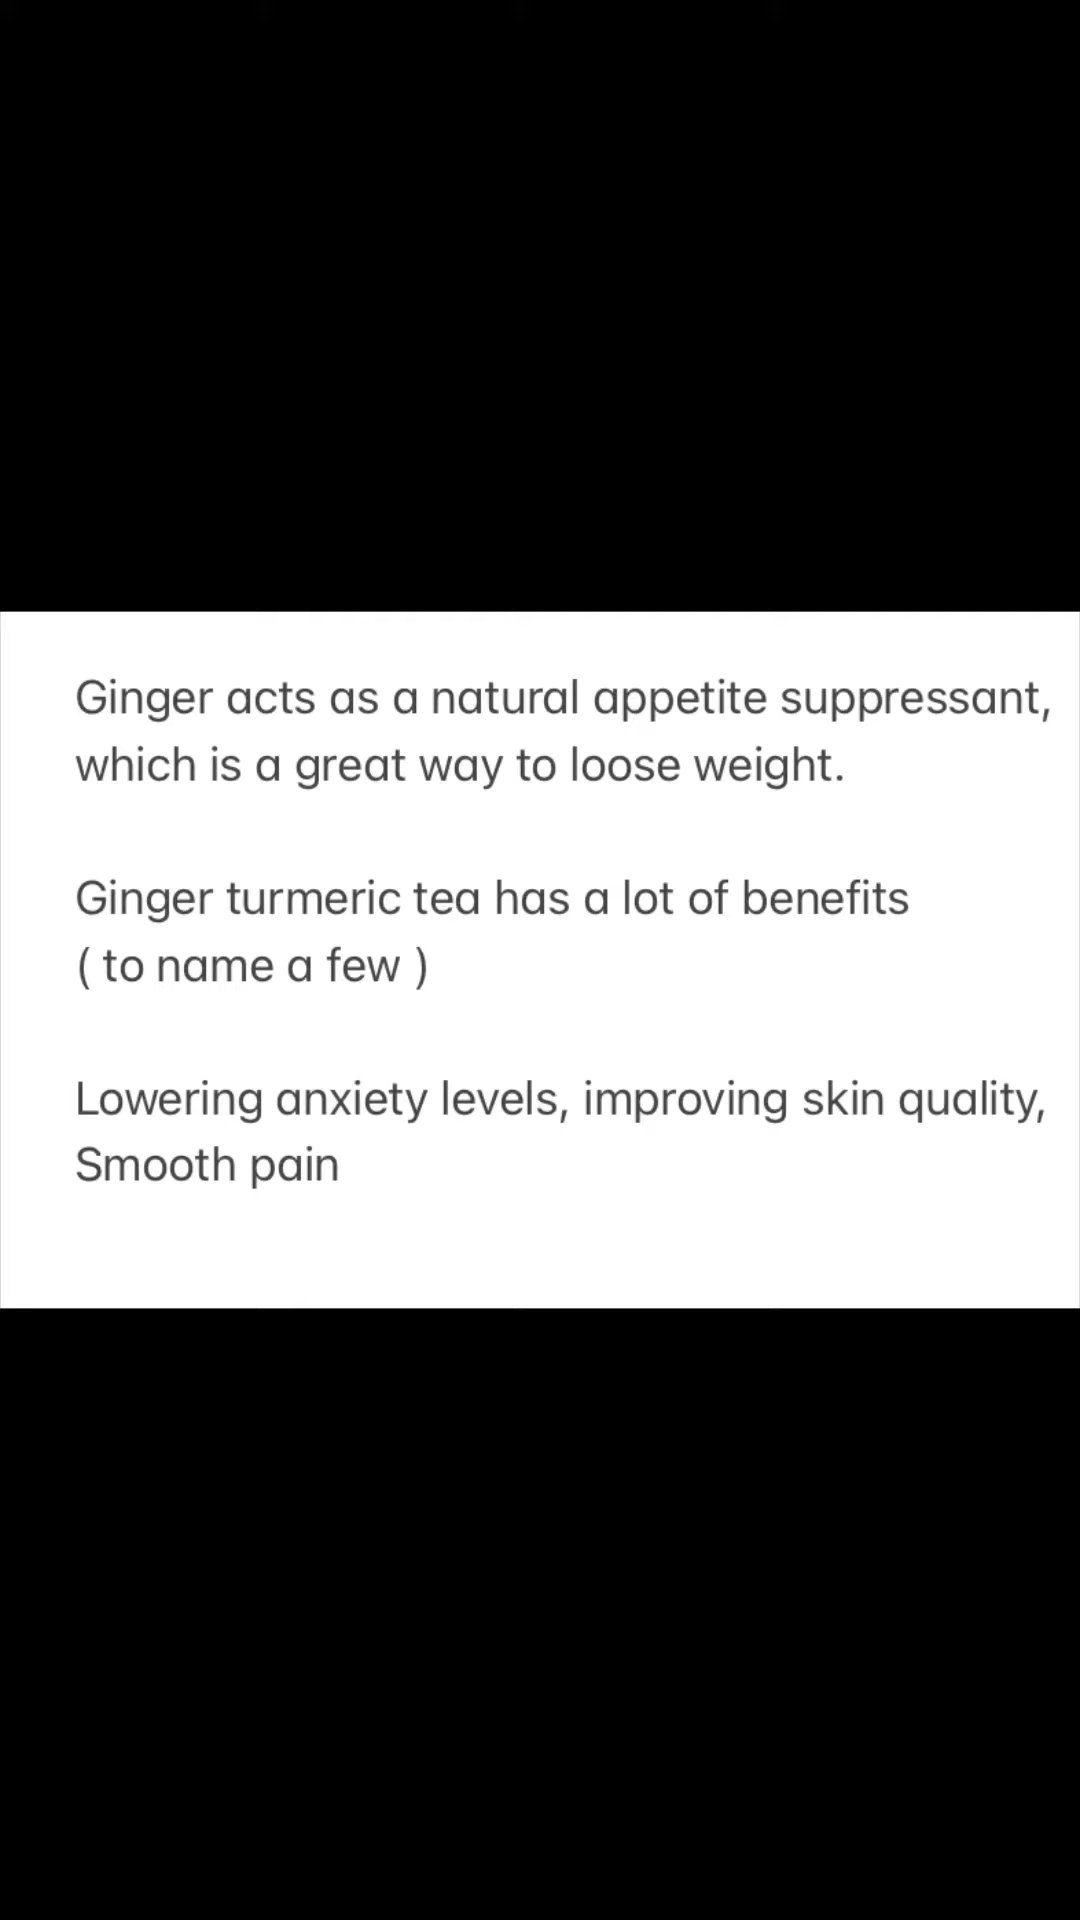 Ginger acts as a natural appetite suppressant,
which is a great way to loose weight.
Ginger turmeric tea has a lot of benefits
( to name a few )
Lowering anxiety levels, improving skin quality,
Smooth pain